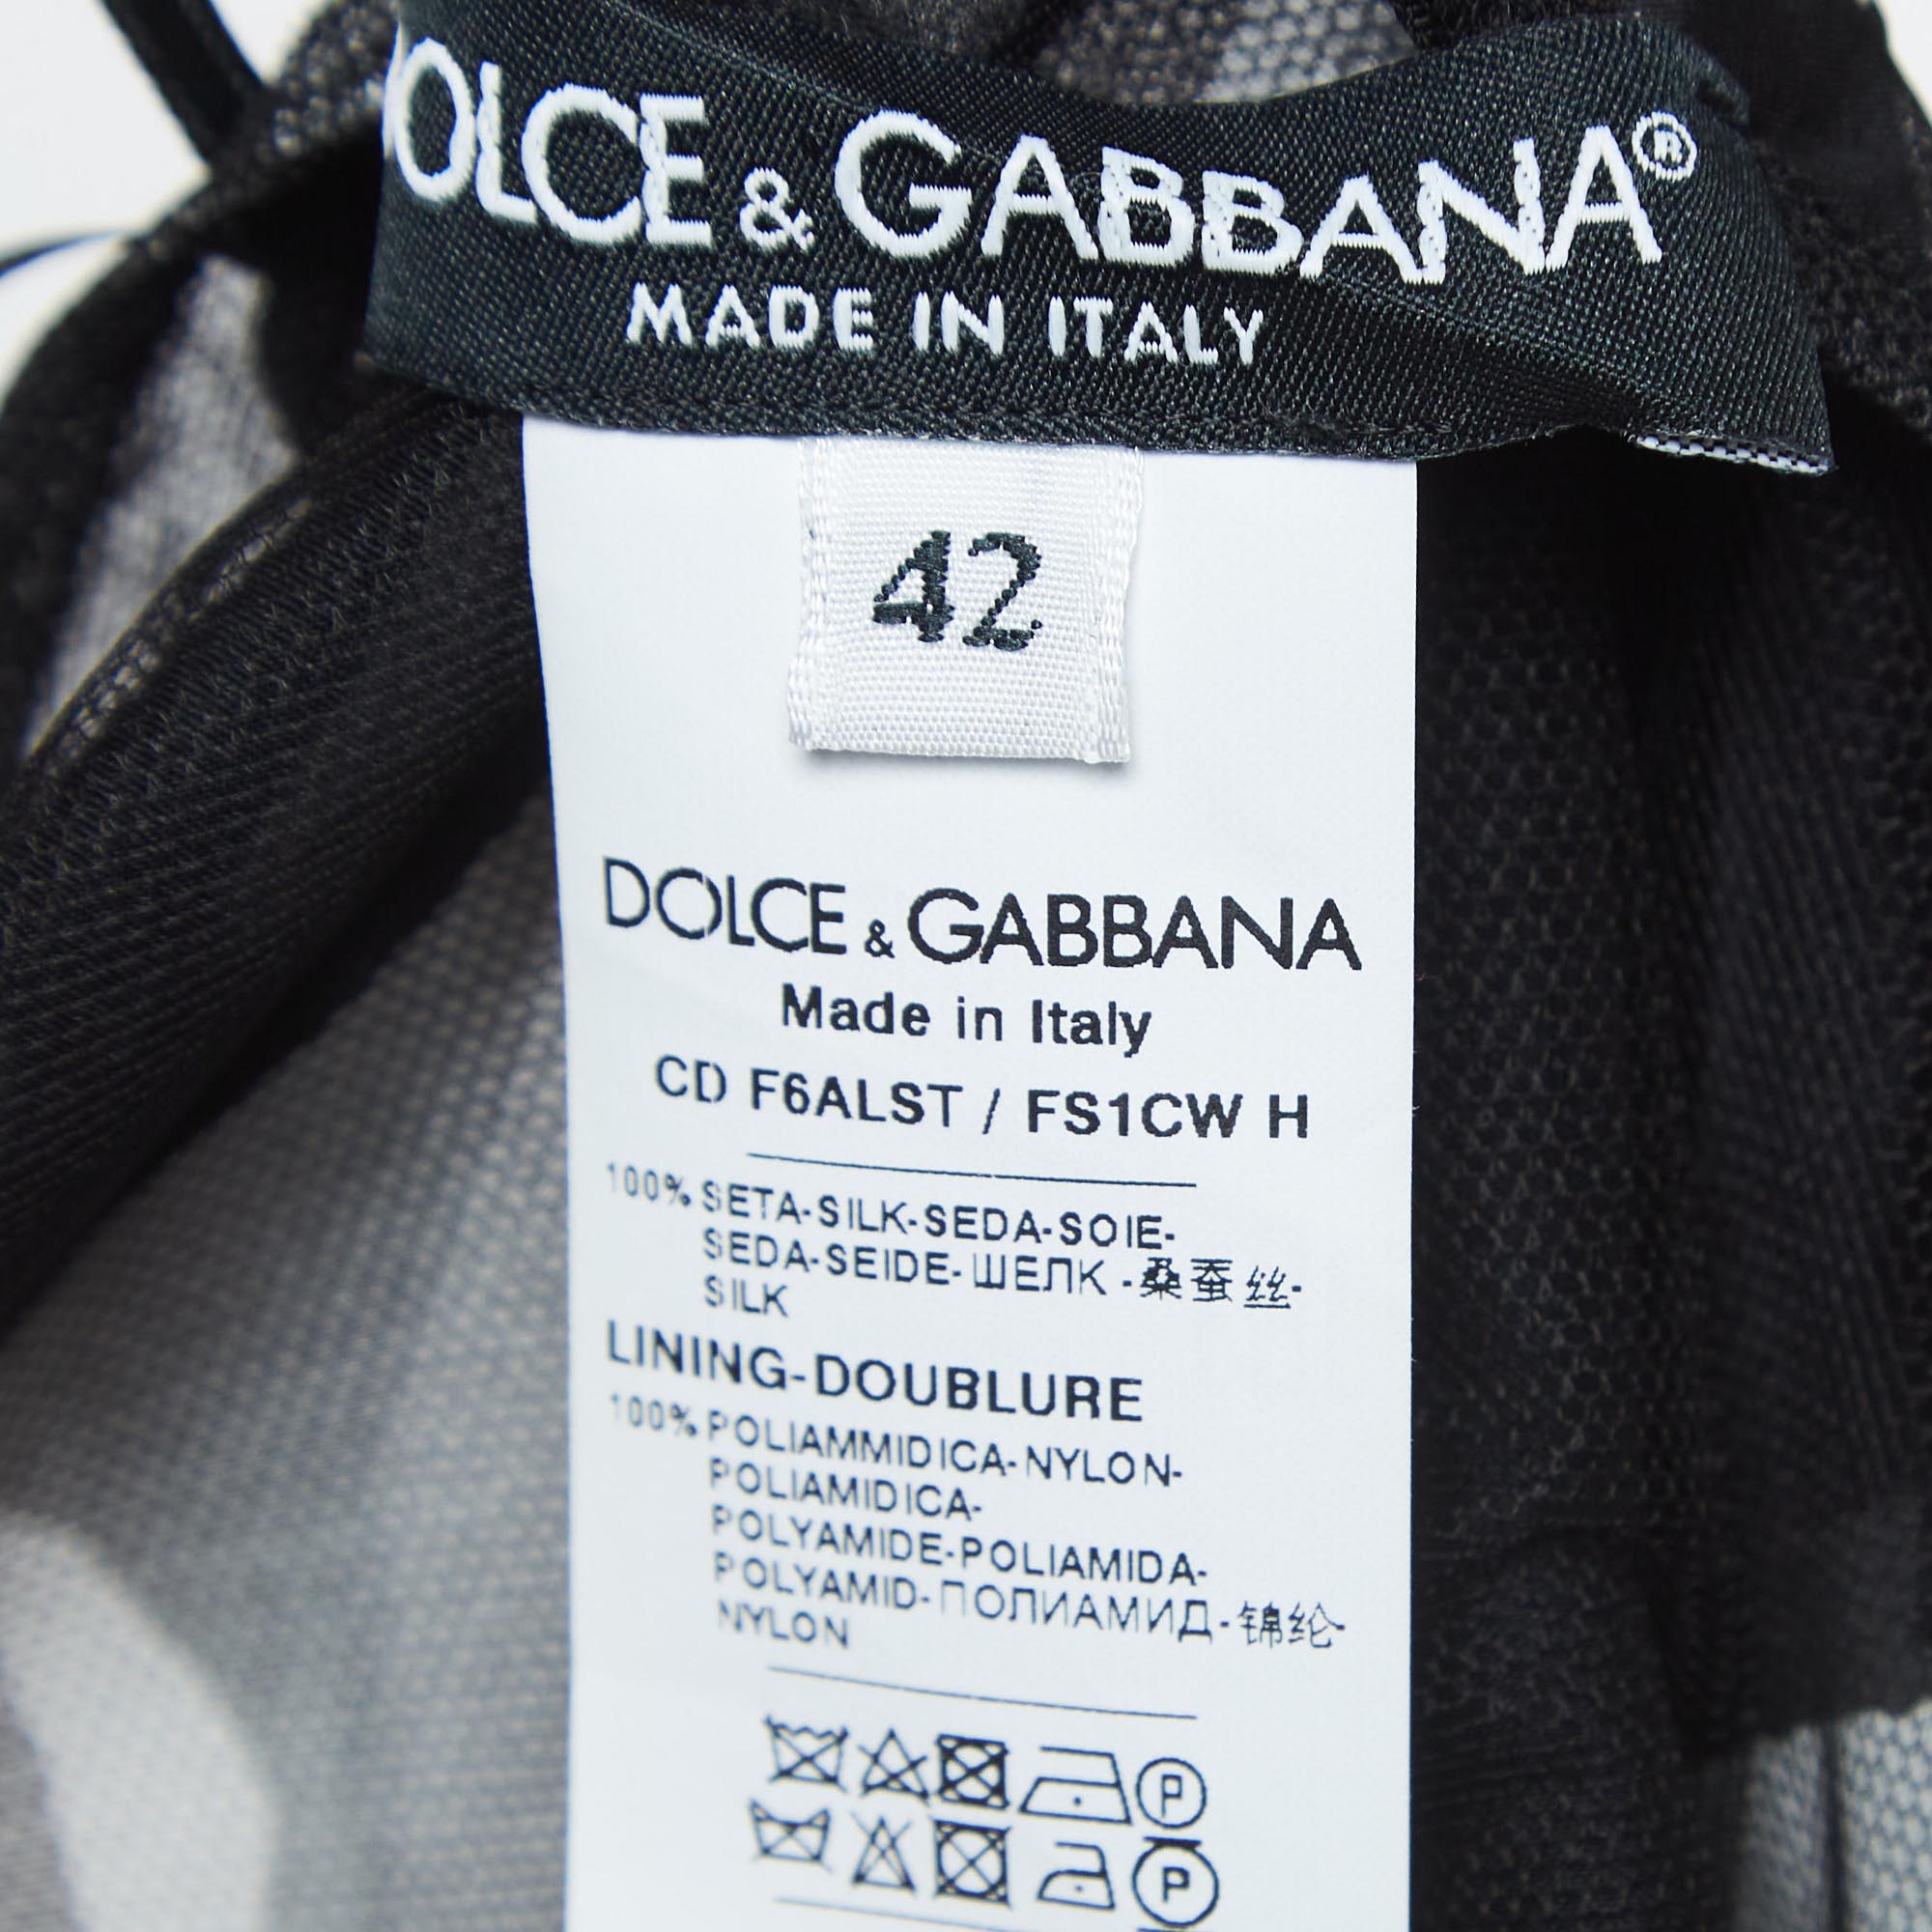 DOLCE & GABBANA®
MADE IN ITALY
42
DOLCE & GABBANA
Made in Italy
CD F6ALST / FS1CW H
100% SETA-SILK-SEDA-SOIE-
SEDA-SEIDE-ШЕЛК-桑蚕丝-
SILK
LINING-DOUBLURE
100% POLIAMMIDICA-NYLON-
POLIAMIDICA-
POLYAMIDE-POLIAMIDA-
POLYAMID-ПОЛИАМИД-锦纶-
NYLON
P
P